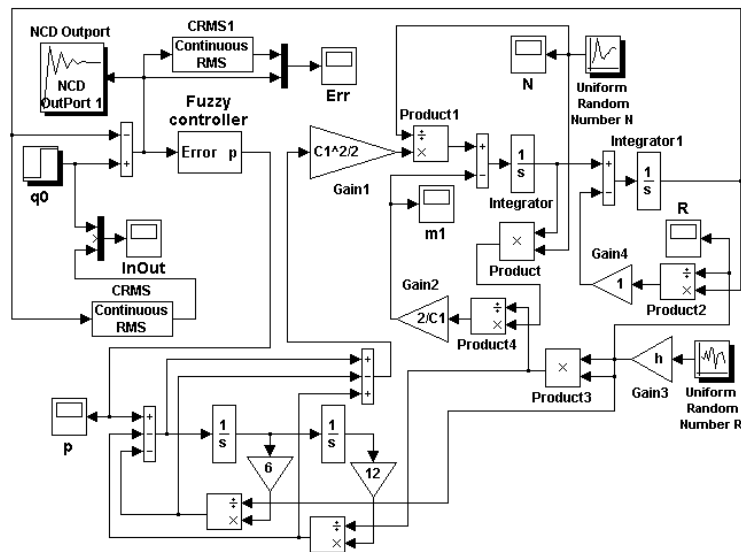 NCD Outport
CRMS1
Continuous
RMS
NCD
OutPort 1
Err
Fuzzy
controller
Error p
q0
InOut
CRMS
Continuous
RMS
N
Uniform
Random
Number N
Product1
÷
×
C1^2/2
Gain1
+
−
1
s
Integrator
Integrator1
+
−
1
s
m1
×
Product
R
Gain4
1
÷
×
Product2
Gain2
2/C1
÷
×
Product4
×
Product3
h
Gain3
Uniform
Random
Number R
p
+
−
−
1
s
1
s
+
−
+
6
12
÷
×
÷
×
−
+